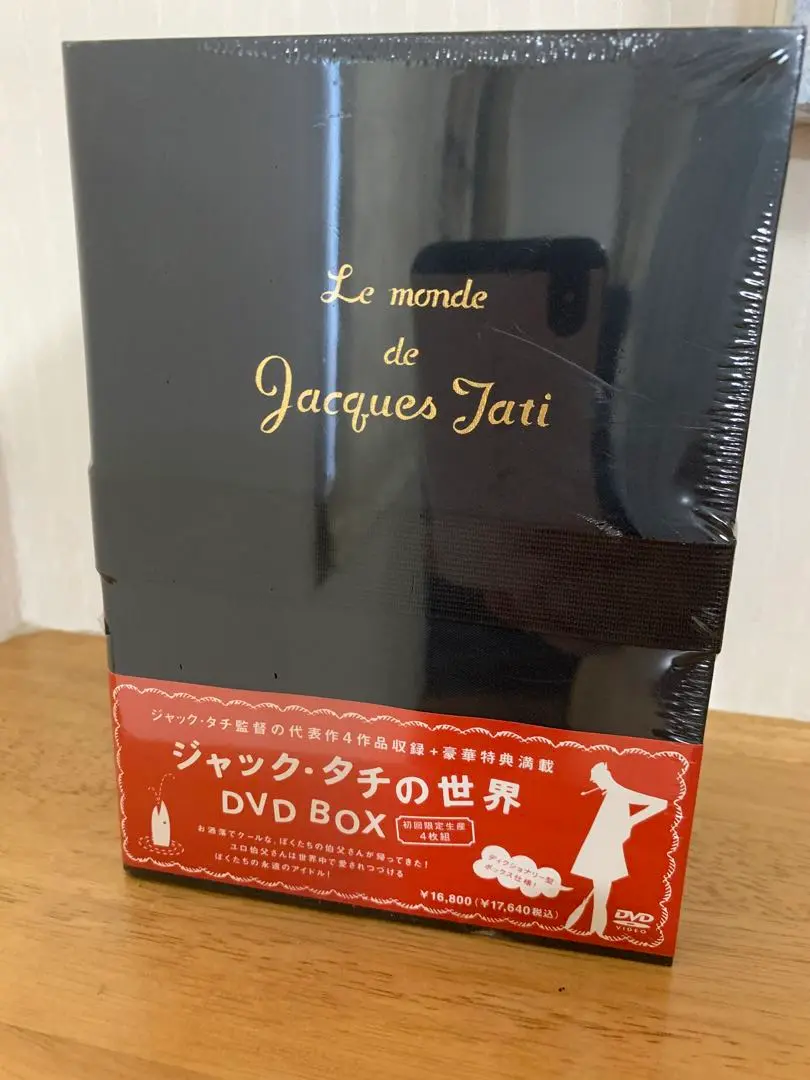 Le monde
de
Jacques Tati
ジャック・タチ監督の代表作4作品収録+豪華特典満載
ジャック・タチの世界
DVD BOX
初回限定生産
4枚組
お洒落でクールな、ぼくたちの伯父さんが帰ってきた!
ユロ伯父さんは世界中で愛されつづける
ぼくたちの永遠のアイドル!
ディクショナリー型
ボックス仕様!
¥16,800(¥17,640税込)
DVD
VIDEO